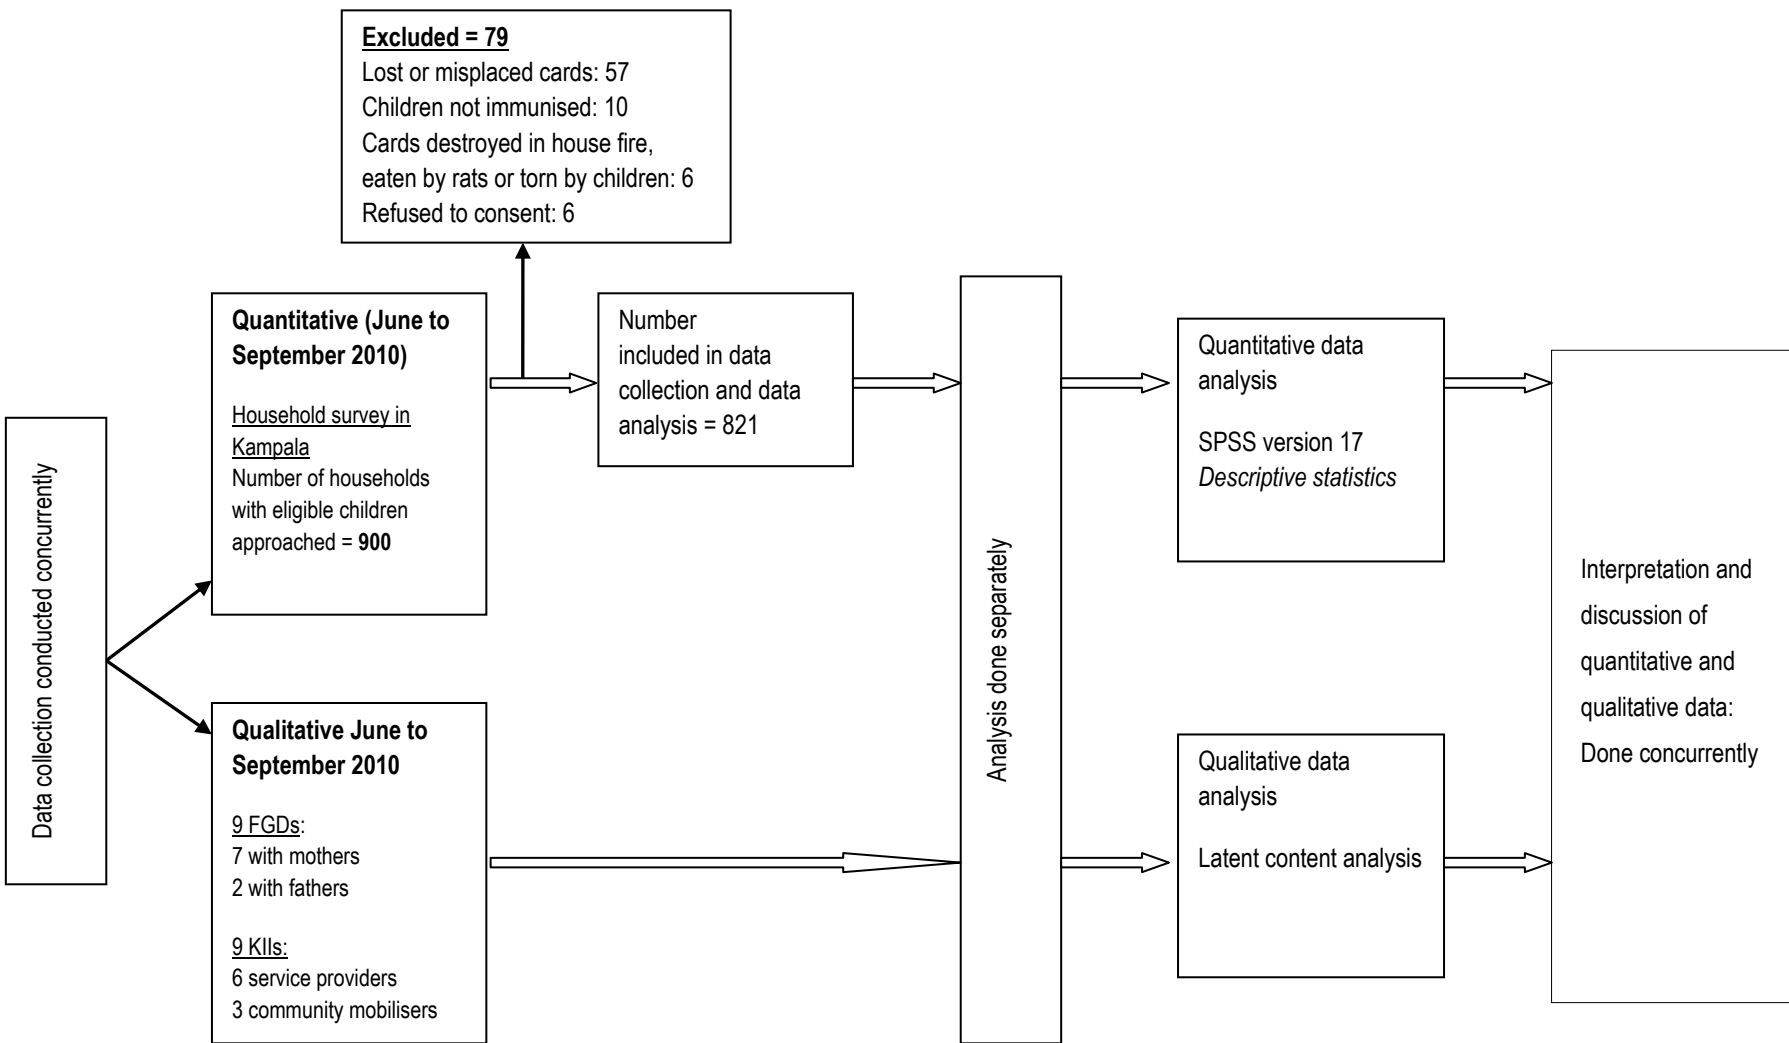 Excluded = 79
Lost or misplaced cards: 57
Children not immunised: 10
Cards destroyed in house fire,
eaten by rats or torn by children: 6
Refused to consent: 6
Data collection conducted concurrently
Quantitative (June to
September 2010)
Household survey in
Kampala
Number of households
with eligible children
approached = 900
Number
included in data
collection and data
analysis = 821
Qualitative June to
September 2010
9 FGDs:
7 with mothers
2 with fathers
9 KIIs:
6 service providers
3 community mobilisers
Analysis done separately
Quantitative data
analysis
SPSS version 17
Descriptive statistics
Qualitative data
analysis
Latent content analysis
Interpretation and
discussion of
quantitative and
qualitative data:
Done concurrently